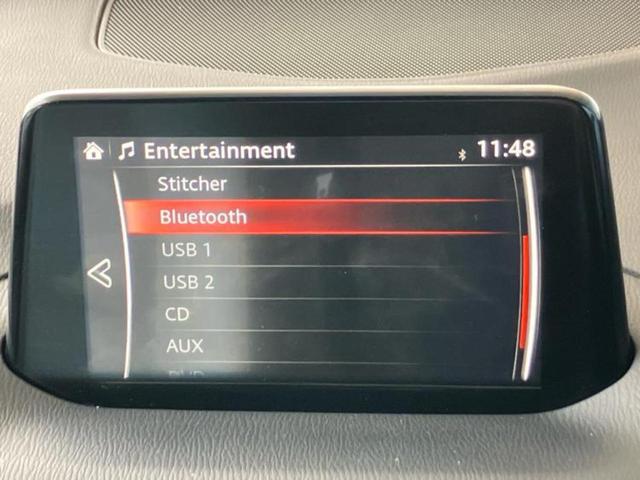 Entertainment 11:48
Stitcher
Bluetooth
USB 1
USB 2
CD
AUX